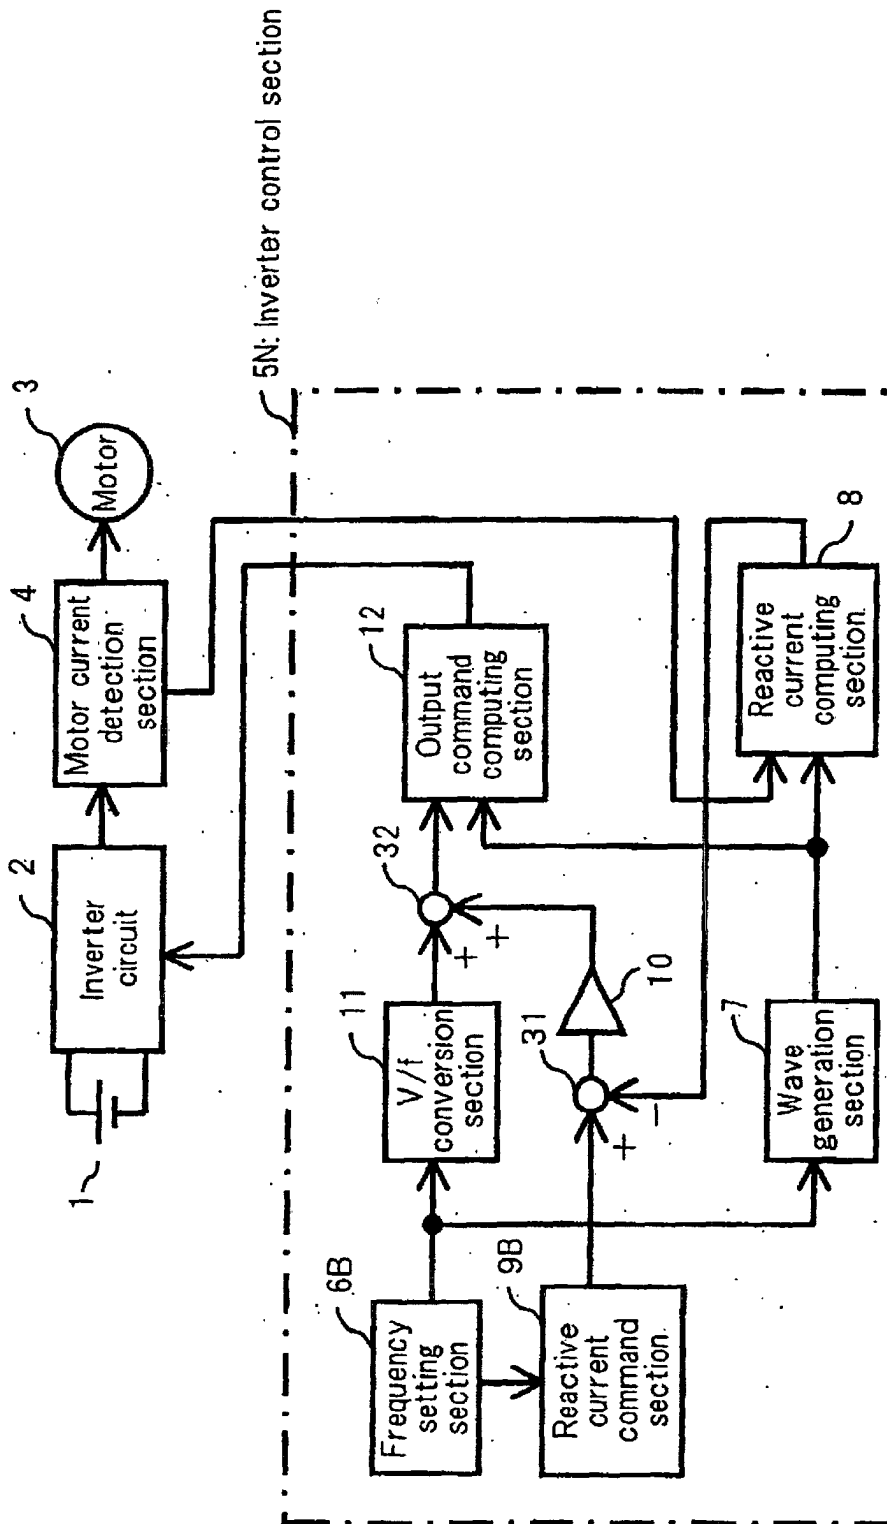 1
2
Inverter
circuit
4
Motor current
detection
section
3
Motor
5N: Inverter control section
6B
Frequency
setting
section
11
V/f
conversion
section
32
+
+
12
Output
command
computing
section
9B
Reactive
current
command
section
31
+
−
10
7
Wave
generation
section
8
Reactive
current
computing
section